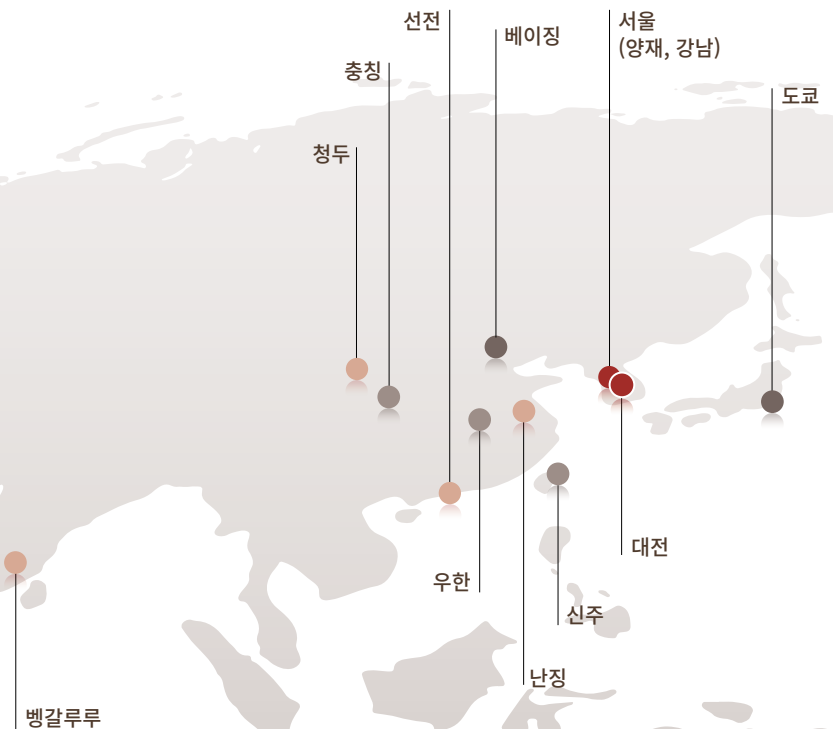 선전
베이징
서울
(양재, 강남)
충칭
도쿄
청두
대전
우한
신주
난징
벵갈루루